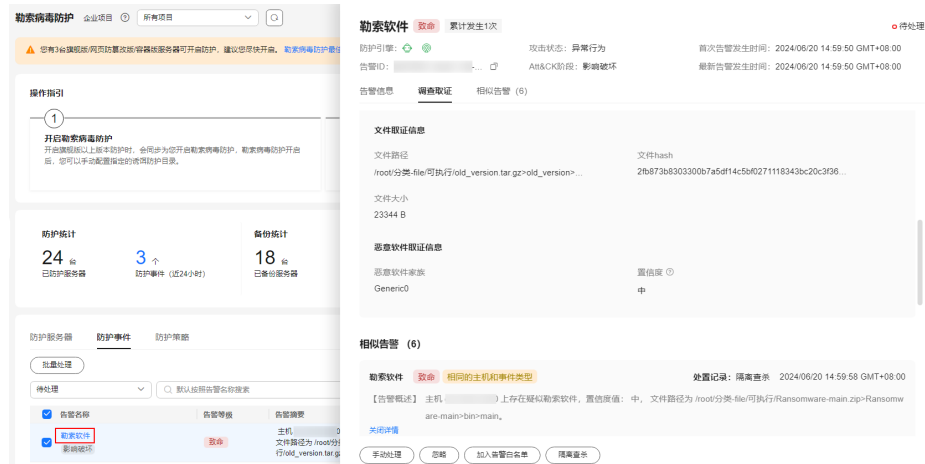 勒索病毒防护
企业项目
所有项目
您有3台旗舰版/网页防篡改版/容器版服务器可开启防护，建议您尽快开启。 勒索病毒防护最佳
操作指引
1
开启勒索病毒防护
开启旗舰版以上版本防护时，会同步为您开启勒索病毒防护，勒索病毒防护开启
后，您可以手动配置指定的诱饵防护目录。
防护统计
备份统计
24 台
3 个
18 台
已防护服务器
防护事件（近24小时）
已备份服务器
防护服务器
防护事件
防护策略
批量处理
待处理
默认按照告警名称搜索
告警名称
告警等级
告警摘要
勒索软件
影响破坏
致命
主机
文件路径为 /root/分
行/old_version.tar.g
勒索软件 致命 累计发生1次
待处理
防护引擎：
攻击状态：异常行为
首次告警发生时间：2024/06/20 14:59:50 GMT+08:00
告警ID：
-...
Att&CK阶段：影响破坏
最新告警发生时间：2024/06/20 14:59:50 GMT+08:00
告警信息
调查取证
相似告警（6）
文件取证信息
文件路径
文件hash
/root/分类-file/可执行/old_version.tar.gz>old_version>...
2fb873b8303300b7a5df14c5bf0271118343bc20c3f36...
文件大小
23344 B
恶意软件取证信息
恶意软件家族
置信度
Generic0
中
相似告警（6）
勒索软件 致命 相同的主机和事件类型
处置记录：隔离查杀 2024/06/20 14:59:58 GMT+08:00
【告警概述】 主机 ) 上存在疑似勒索软件，置信度值： 中， 文件路径为 /root/分类-file/可执行/Ransomware-main.zip>Ransomw
are-main>bin>main。
关闭详情
手动处理
忽略
加入告警白名单
隔离查杀